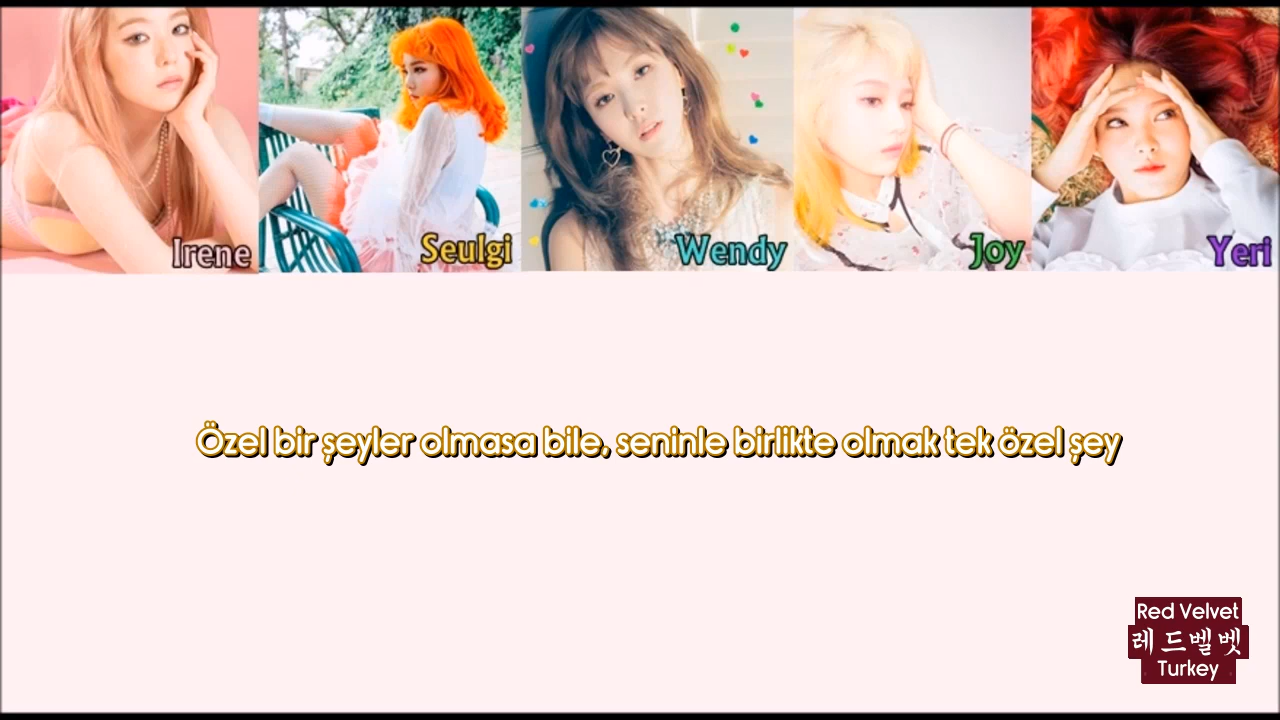 Irene
Seulgi
Wendy
Joy
Yeri
Özel bir şeyler olmasa bile, seninle birlikte olmak tek özel şey
Red Velvet
레드벨벳
Turkey